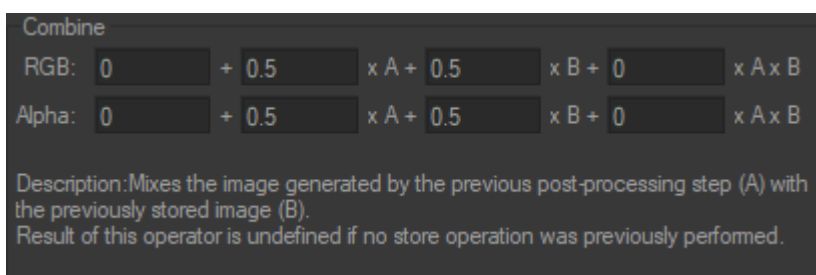 Combine
RGB: 0 + 0.5 x A + 0.5 x B + 0 x A x B
Alpha: 0 + 0.5 x A + 0.5 x B + 0 x A x B
Description:Mixes the image generated by the previous post-processing step (A) with
the previously stored image (B).
Result of this operator is undefined if no store operation was previously performed.